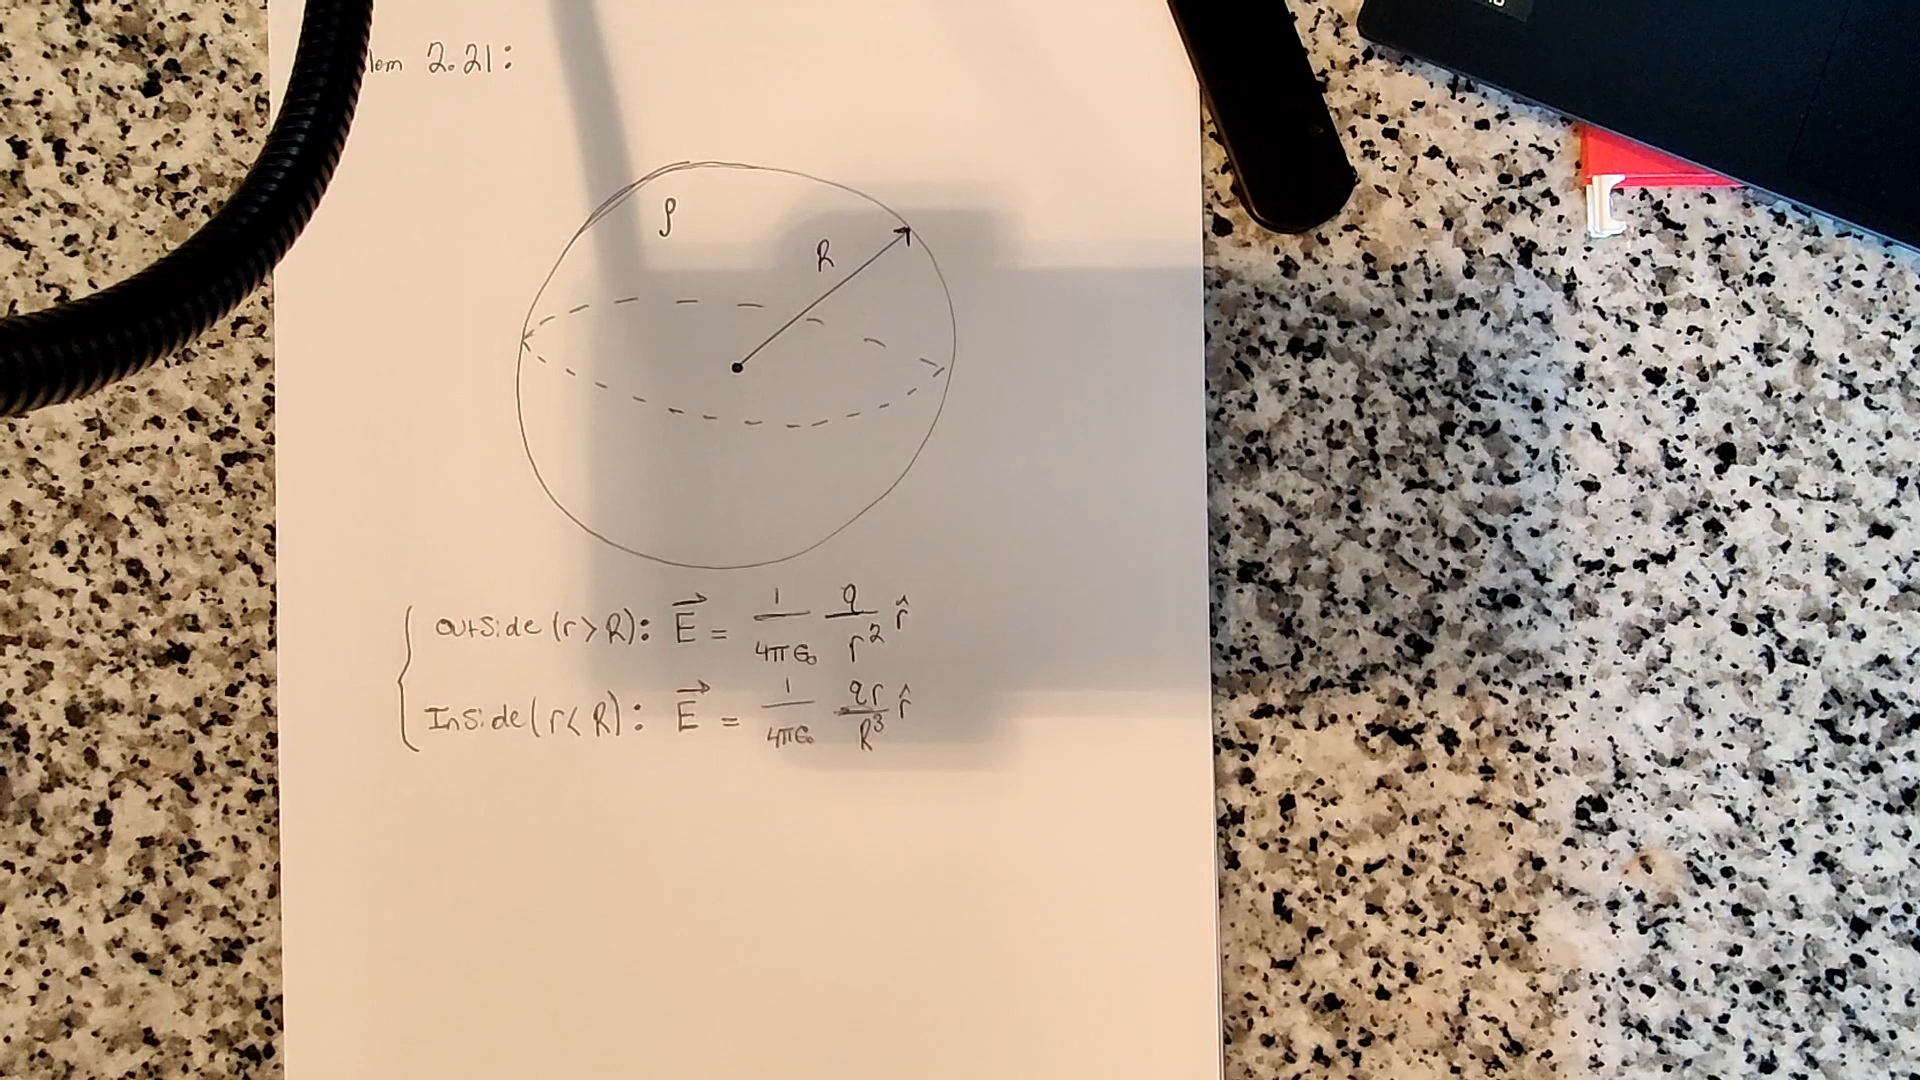 lem 2.21:
ρ
R
outside (r > R): E⃗ = 1/4πϵ₀ q/r² r̂
Inside (r < R): E⃗ = 1/4πϵ₀ qr/R³ r̂